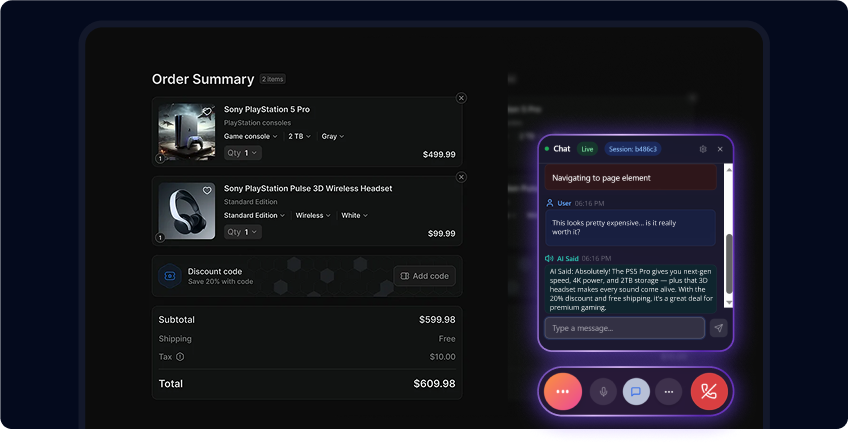 Order Summary 2 items
Sony PlayStation 5 Pro
PlayStation consoles
Game console 2 TB Gray
Qty 1
$499.99
1
Sony PlayStation Pulse 3D Wireless Headset
Standard Edition
Standard Edition Wireless White
Qty 1
$99.99
1
Discount code
Save 20% with code
Add code
Subtotal $599.98
Shipping Free
Tax $10.00
Total $609.98
Chat Live Session: b486c3
Navigating to page element
User 06:16 PM
This looks pretty expensive... is it really
worth it?
AI Said 06:16 PM
AI Said: Absolutely! The PS5 Pro gives you next-gen
speed, 4K power, and 2TB storage — plus that 3D
headset makes every sound come alive. With the
20% discount and free shipping, it's a great deal for
premium gaming.
Type a message...